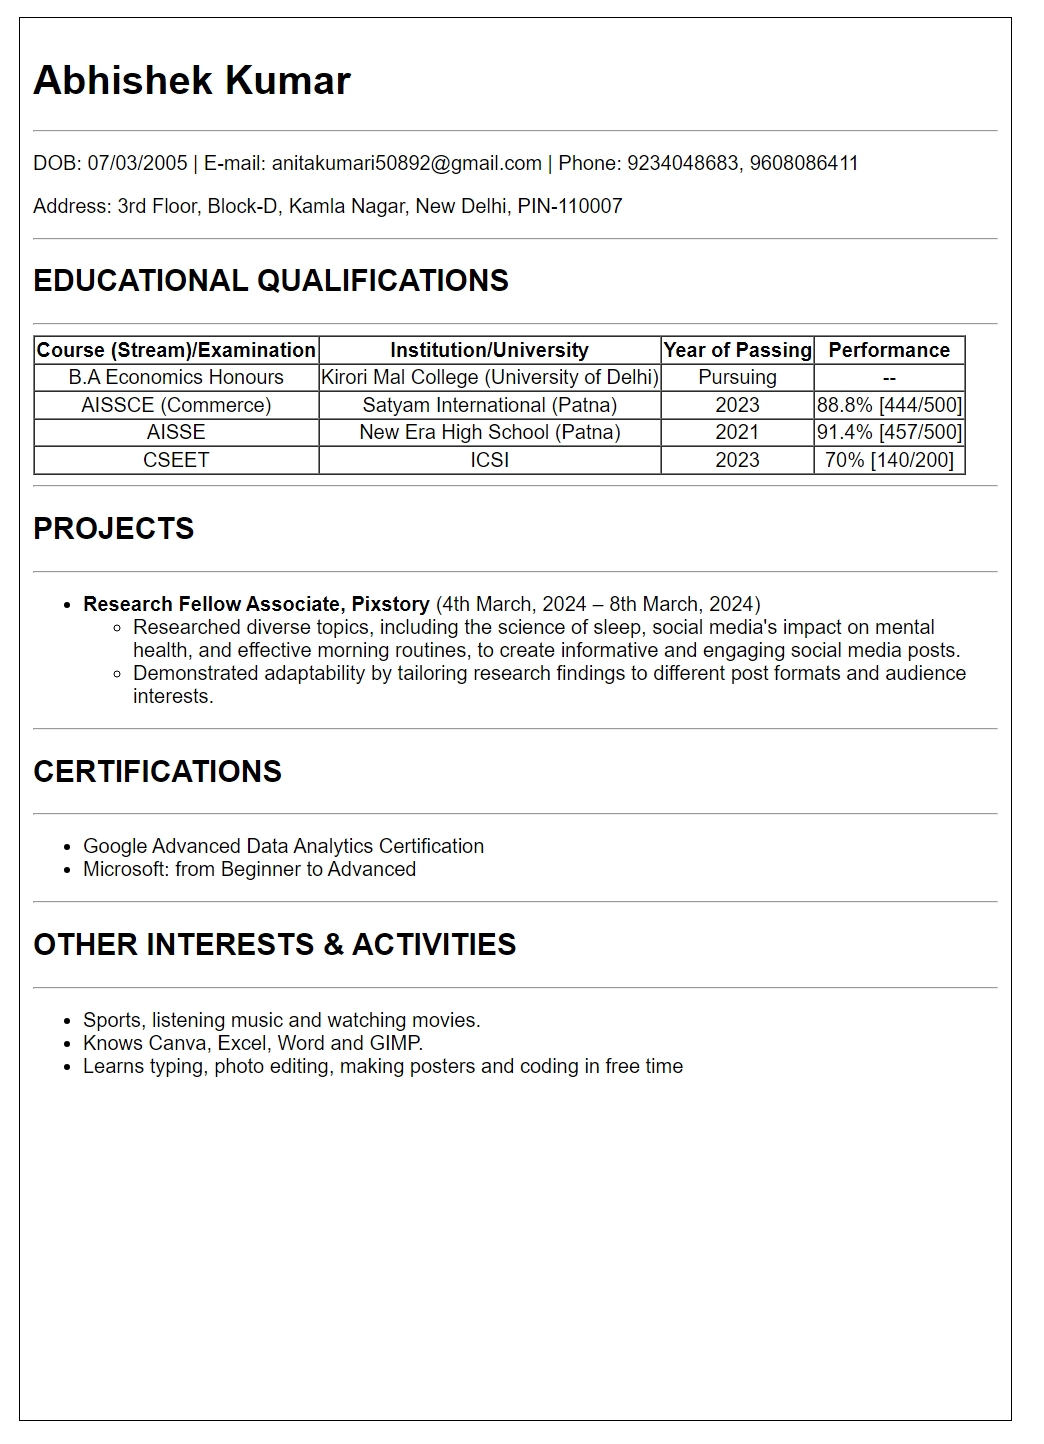 Abhishek Kumar
DOB: 07/03/2005 | E-mail: anitakumari50892@gmail.com | Phone: 9234048683, 9608086411
Address: 3rd Floor, Block-D, Kamla Nagar, New Delhi, PIN-110007
EDUCATIONAL QUALIFICATIONS
Course (Stream)/Examination Institution/University Year of Passing Performance
B.A Economics Honours Kirori Mal College (University of Delhi) Pursuing --
AISSCE (Commerce) Satyam International (Patna) 2023 88.8% [444/500]
AISSE New Era High School (Patna) 2021 91.4% [457/500]
CSEET ICSI 2023 70% [140/200]
PROJECTS
• Research Fellow Associate, Pixstory (4th March, 2024 – 8th March, 2024)
◦ Researched diverse topics, including the science of sleep, social media's impact on mental
health, and effective morning routines, to create informative and engaging social media posts.
◦ Demonstrated adaptability by tailoring research findings to different post formats and audience
interests.
CERTIFICATIONS
• Google Advanced Data Analytics Certification
• Microsoft: from Beginner to Advanced
OTHER INTERESTS & ACTIVITIES
• Sports, listening music and watching movies.
• Knows Canva, Excel, Word and GIMP.
• Learns typing, photo editing, making posters and coding in free time